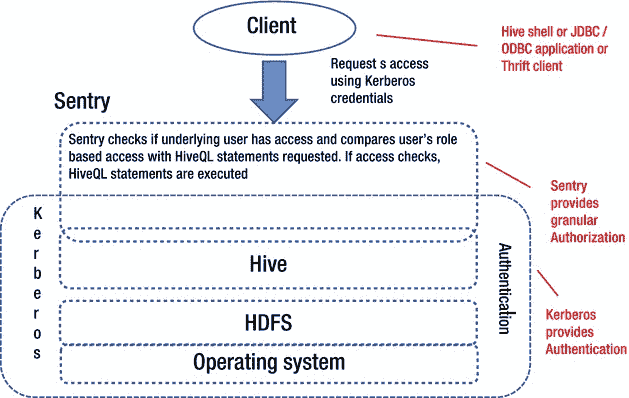 Client
Hive shell or JDBC /
ODBC application or
Thrift client
Request s access
using Kerberos
credentials
Sentry
Sentry checks if underlying user has access and compares user's role
based access with HiveQL statements requested. If access checks,
HiveQL statements are executed
Sentry
provides
granular
Authorization
Kerberos
Hive
Authentication
HDFS
Operating system
Kerberos
provides
Authentication